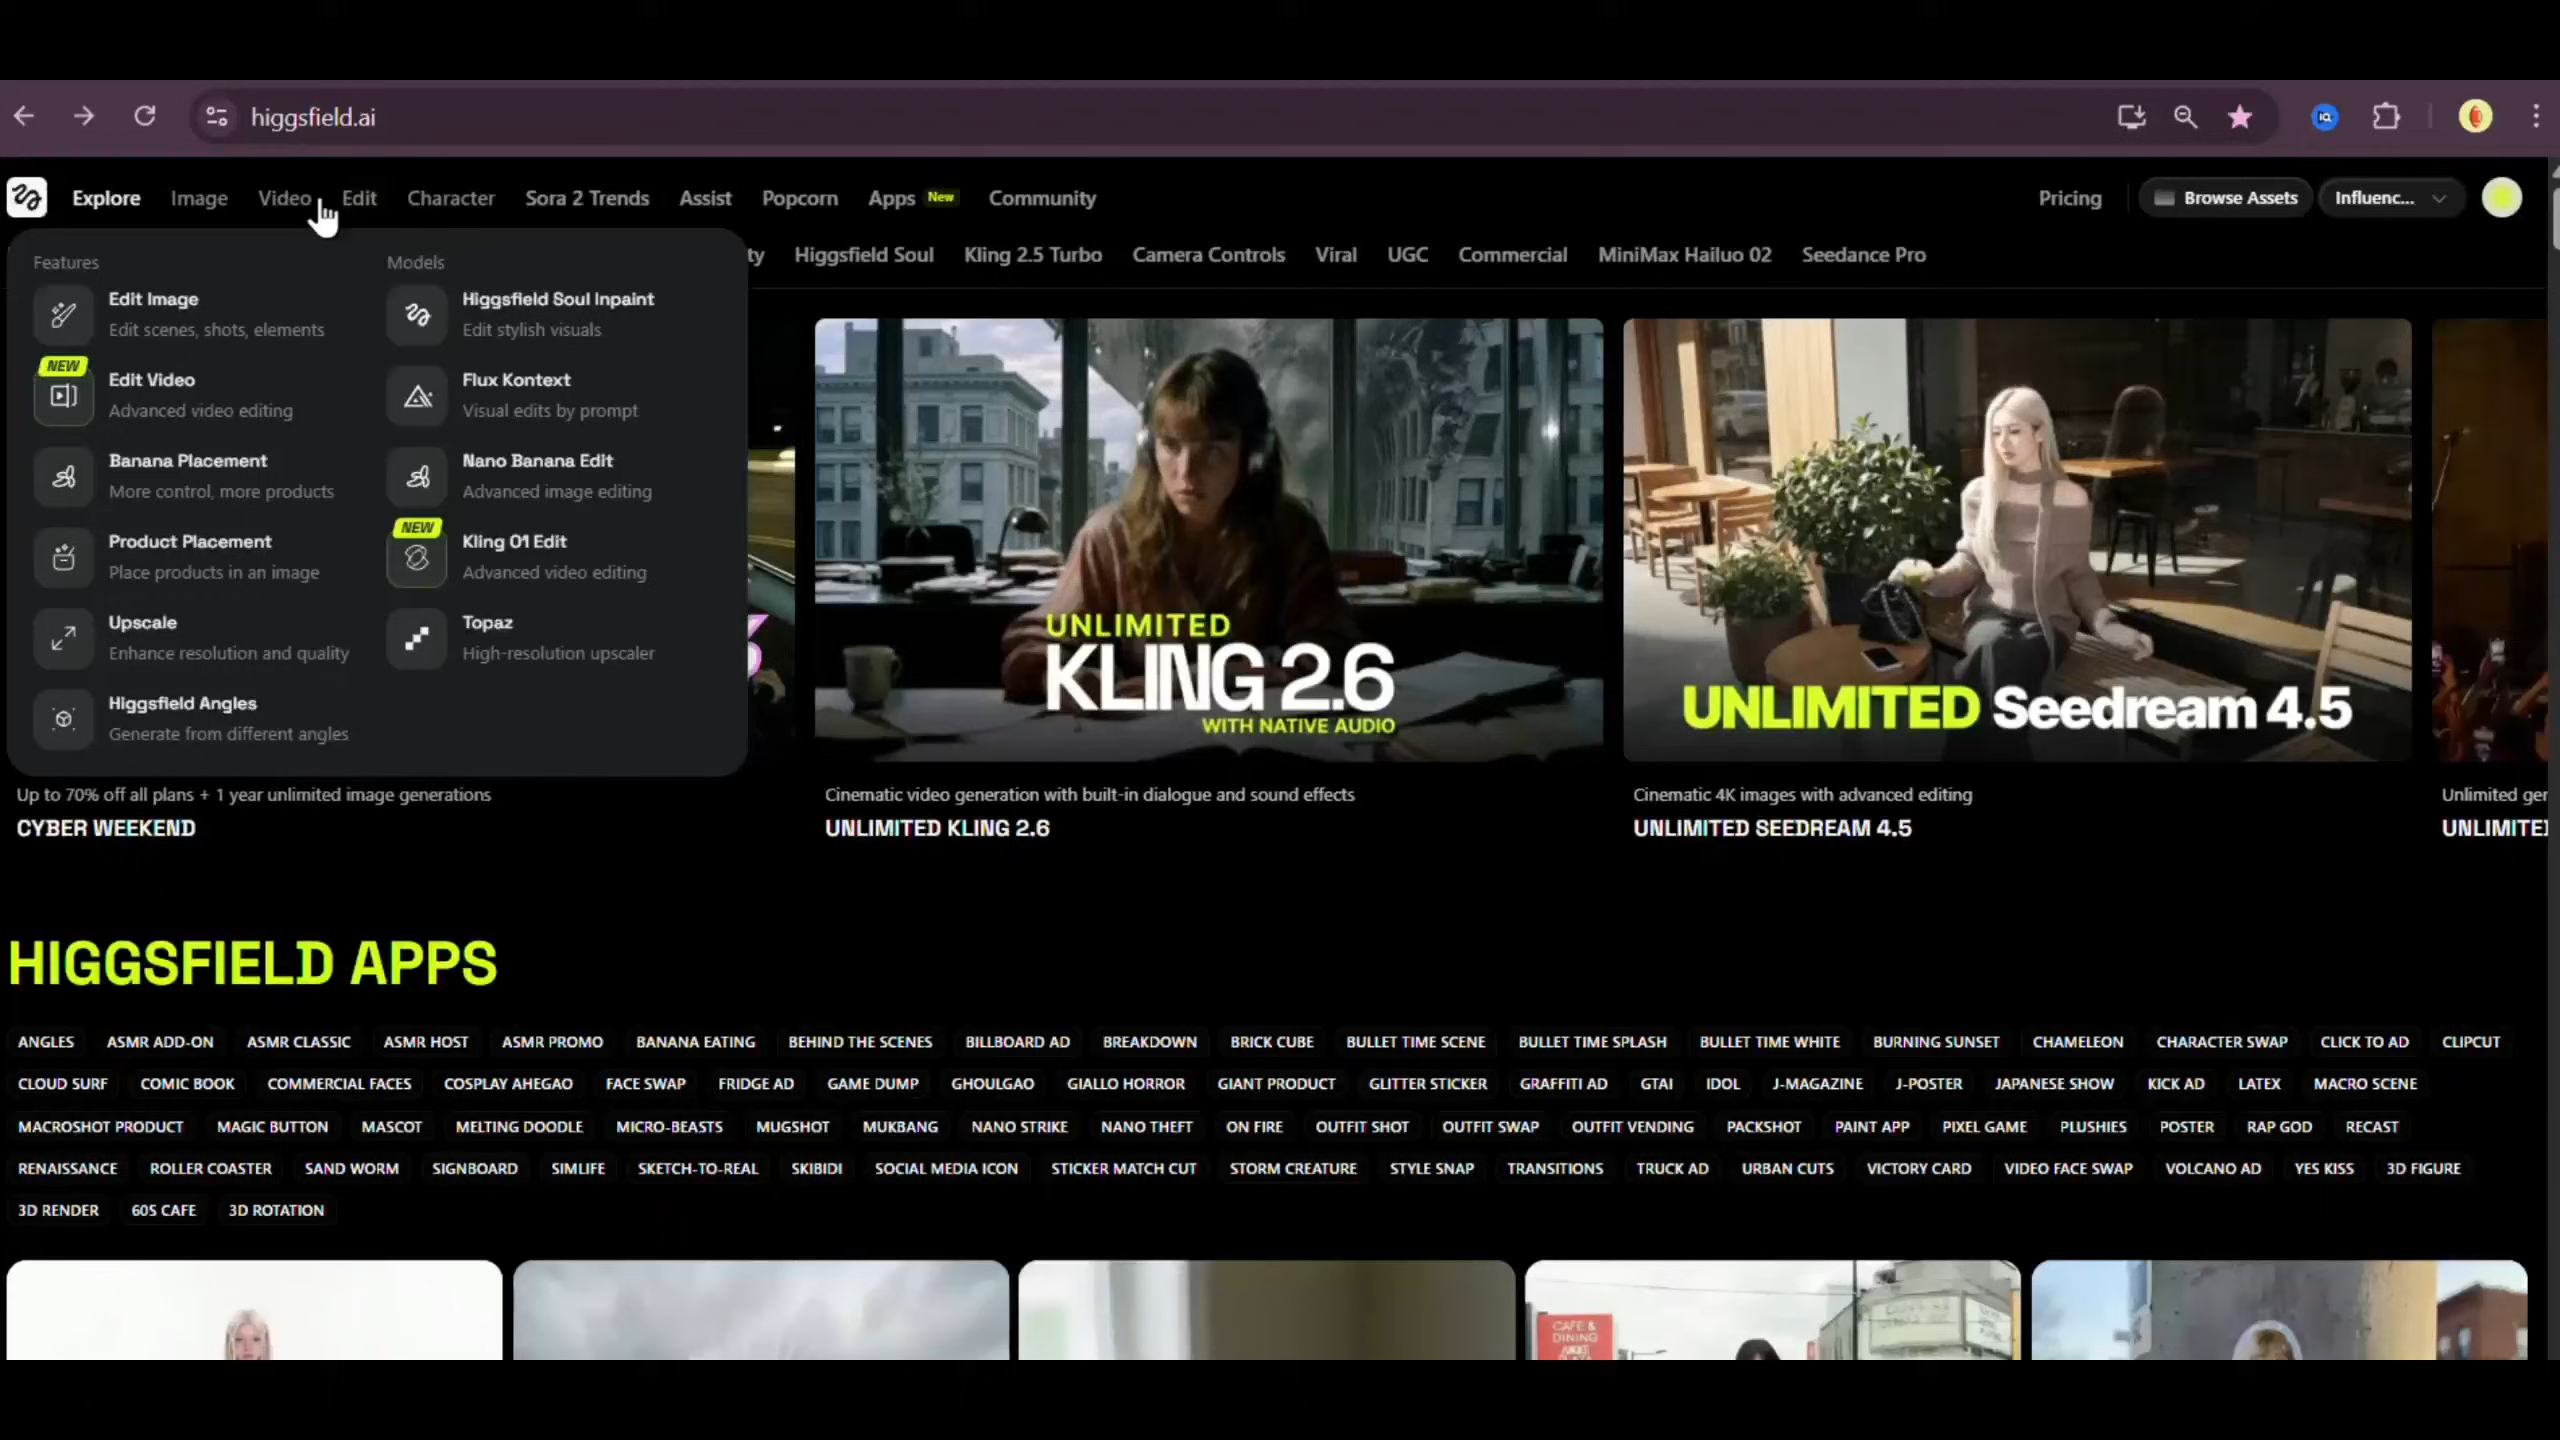 higgsfield.ai
Explore Image Video Edit Character Sora 2 Trends Assist Popcorn Apps New Community Pricing Browse Assets Influenc...
ty Higgsfield Soul Kling 2.5 Turbo Camera Controls Viral UGC Commercial MiniMax Hailuo 02 Seedance Pro
Features
Edit Image
Edit scenes, shots, elements
NEW
Edit Video
Advanced video editing
Banana Placement
More control, more products
Product Placement
Place products in an image
Upscale
Enhance resolution and quality
Higgsfield Angles
Generate from different angles
Models
Higgsfield Soul Inpaint
Edit stylish visuals
Flux Kontext
Visual edits by prompt
Nano Banana Edit
Advanced image editing
NEW
Kling O1 Edit
Advanced video editing
Topaz
High-resolution upscaler
UNLIMITED
KLING 2.6
WITH NATIVE AUDIO
UNLIMITED Seedream 4.5
Up to 70% off all plans + 1 year unlimited image generations
CYBER WEEKEND
Cinematic video generation with built-in dialogue and sound effects
UNLIMITED KLING 2.6
Cinematic 4K images with advanced editing
UNLIMITED SEEDREAM 4.5
Unlimited ger
UNLIMITE
HIGGSFIELD APPS
ANGLES ASMR ADD-ON ASMR CLASSIC ASMR HOST ASMR PROMO BANANA EATING BEHIND THE SCENES BILLBOARD AD BREAKDOWN BRICK CUBE BULLET TIME SCENE BULLET TIME SPLASH BULLET TIME WHITE BURNING SUNSET CHAMELEON CHARACTER SWAP CLICK TO AD CLIPCUT
CLOUD SURF COMIC BOOK COMMERCIAL FACES COSPLAY AHEGAO FACE SWAP FRIDGE AD GAME DUMP GHOULGAO GIALLO HORROR GIANT PRODUCT GLITTER STICKER GRAFFITI AD GTAI IDOL J-MAGAZINE J-POSTER JAPANESE SHOW KICK AD LATEX MACRO SCENE
MACROSHOT PRODUCT MAGIC BUTTON MASCOT MELTING DOODLE MICRO-BEASTS MUGSHOT MUKBANG NANO STRIKE NANO THEFT ON FIRE OUTFIT SHOT OUTFIT SWAP OUTFIT VENDING PACKSHOT PAINT APP PIXEL GAME PLUSHIES POSTER RAP GOD RECAST
RENAISSANCE ROLLER COASTER SAND WORM SIGNBOARD SIMLIFE SKETCH-TO-REAL SKIBIDI SOCIAL MEDIA ICON STICKER MATCH CUT STORM CREATURE STYLE SNAP TRANSITIONS TRUCK AD URBAN CUTS VICTORY CARD VIDEO FACE SWAP VOLCANO AD YES KISS 3D FIGURE
3D RENDER 60S CAFE 3D ROTATION
CAFE &
DINING